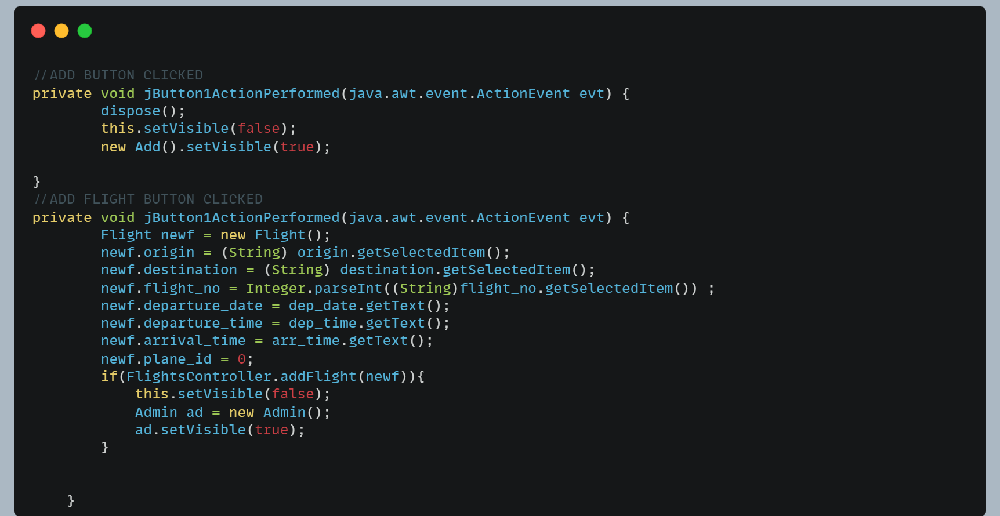 //ADD BUTTON CLICKED
private void jButton1ActionPerformed(java.awt.event.ActionEvent evt) {
        dispose();
        this.setVisible(false);
        new Add().setVisible(true);

}
//ADD FLIGHT BUTTON CLICKED
private void jButton1ActionPerformed(java.awt.event.ActionEvent evt) {
        Flight newf = new Flight();
        newf.origin = (String) origin.getSelectedItem();
        newf.destination = (String) destination.getSelectedItem();
        newf.flight_no = Integer.parseInt((String)flight_no.getSelectedItem()) ;
        newf.departure_date = dep_date.getText();
        newf.departure_time = dep_time.getText();
        newf.arrival_time = arr_time.getText();
        newf.plane_id = 0;
        if(FlightsController.addFlight(newf)){
            this.setVisible(false);
            Admin ad = new Admin();
            ad.setVisible(true);
        }


    }